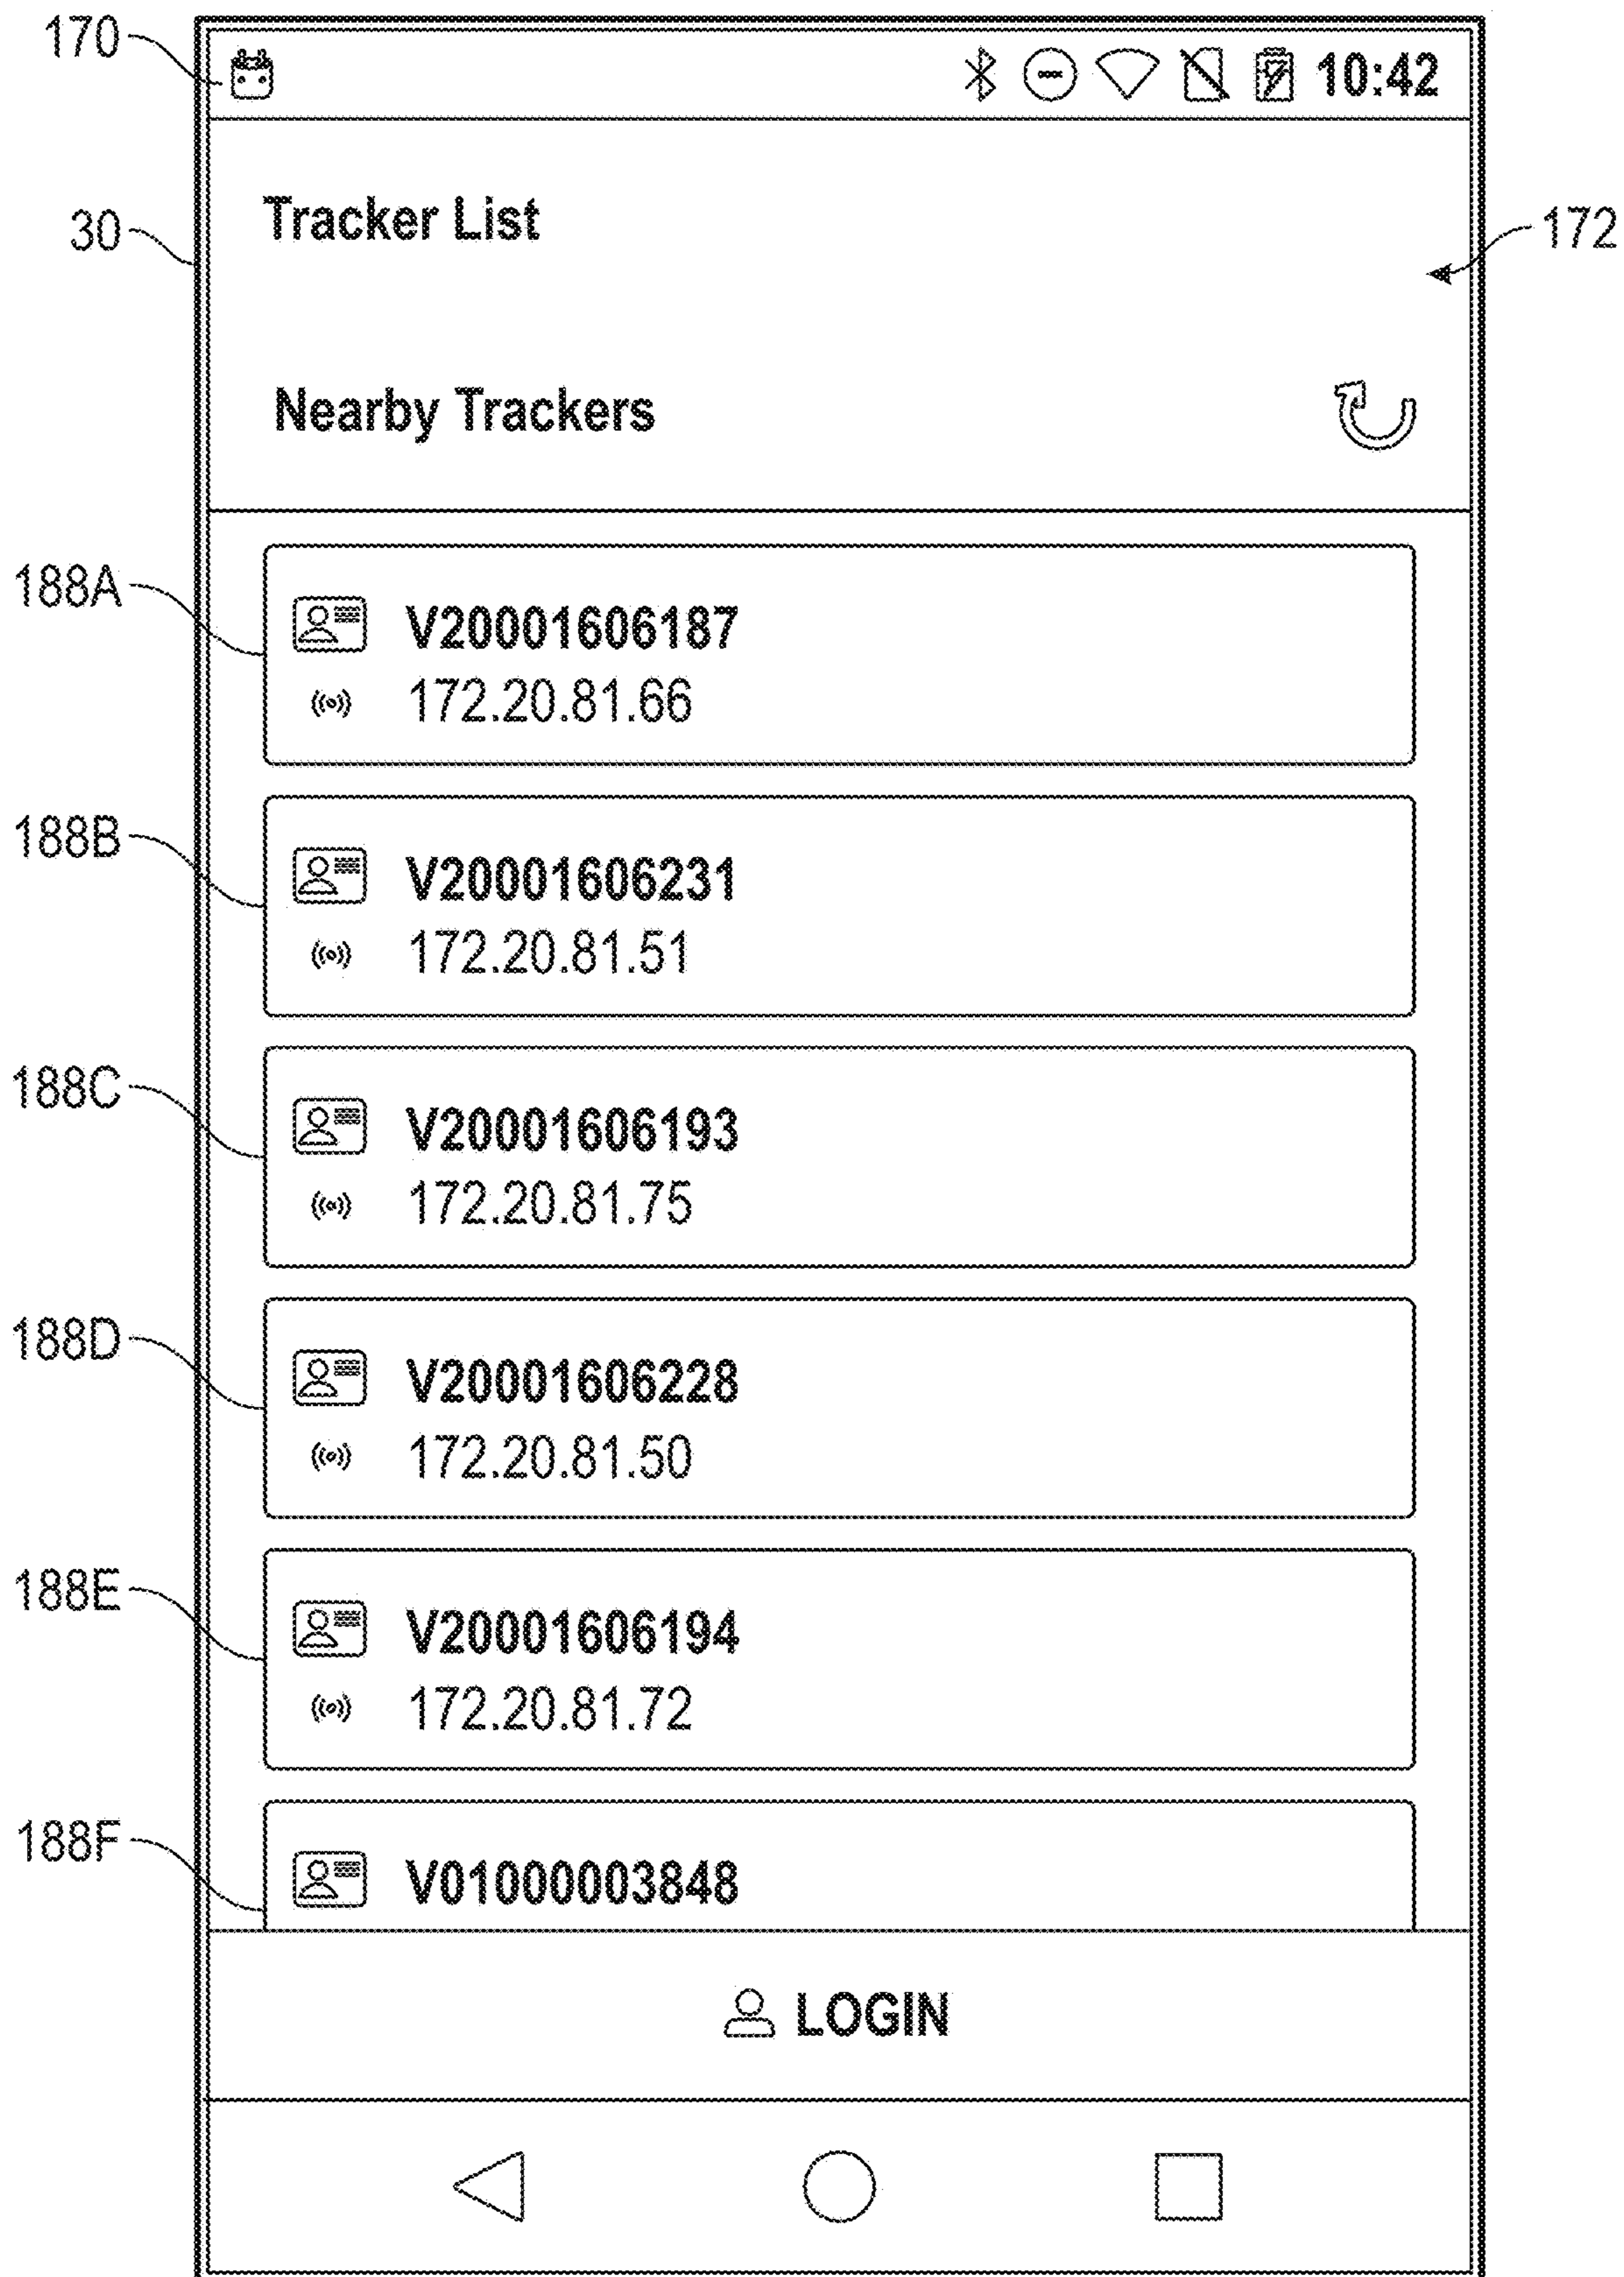 170
10:42
30
Tracker List
172
Nearby Trackers
188A
V20001606187
172.20.81.66
188B
V20001606231
172.20.81.51
188C
V20001606193
172.20.81.75
188D
V20001606228
172.20.81.50
188E
V20001606194
172.20.81.72
188F
V01000003848
LOGIN